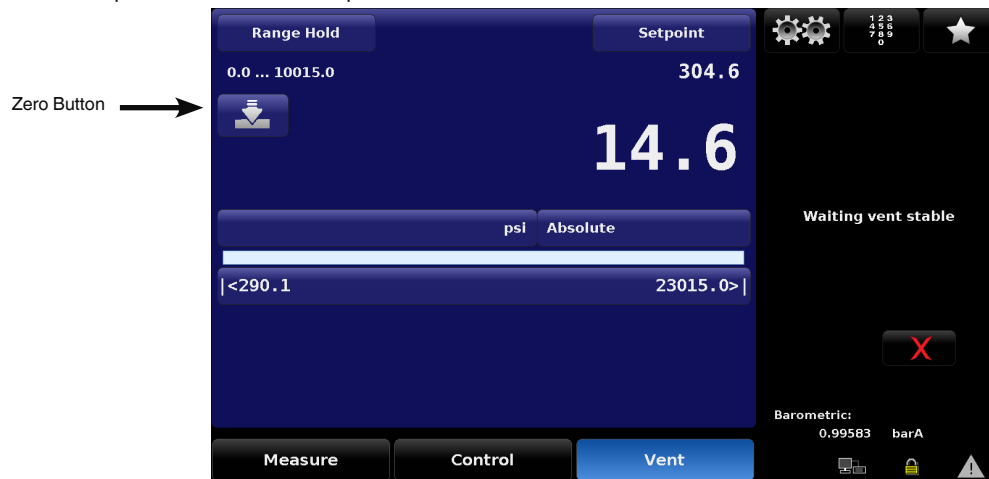 Range Hold
Setpoint
1 2 3
4 5 6
7 8 9
0
0.0 ... 10015.0
304.6
Zero Button
14.6
psi
Absolute
Waiting vent stable
|<290.1
23015.0>|
X
Barometric:
0.99583 barA
Measure
Control
Vent